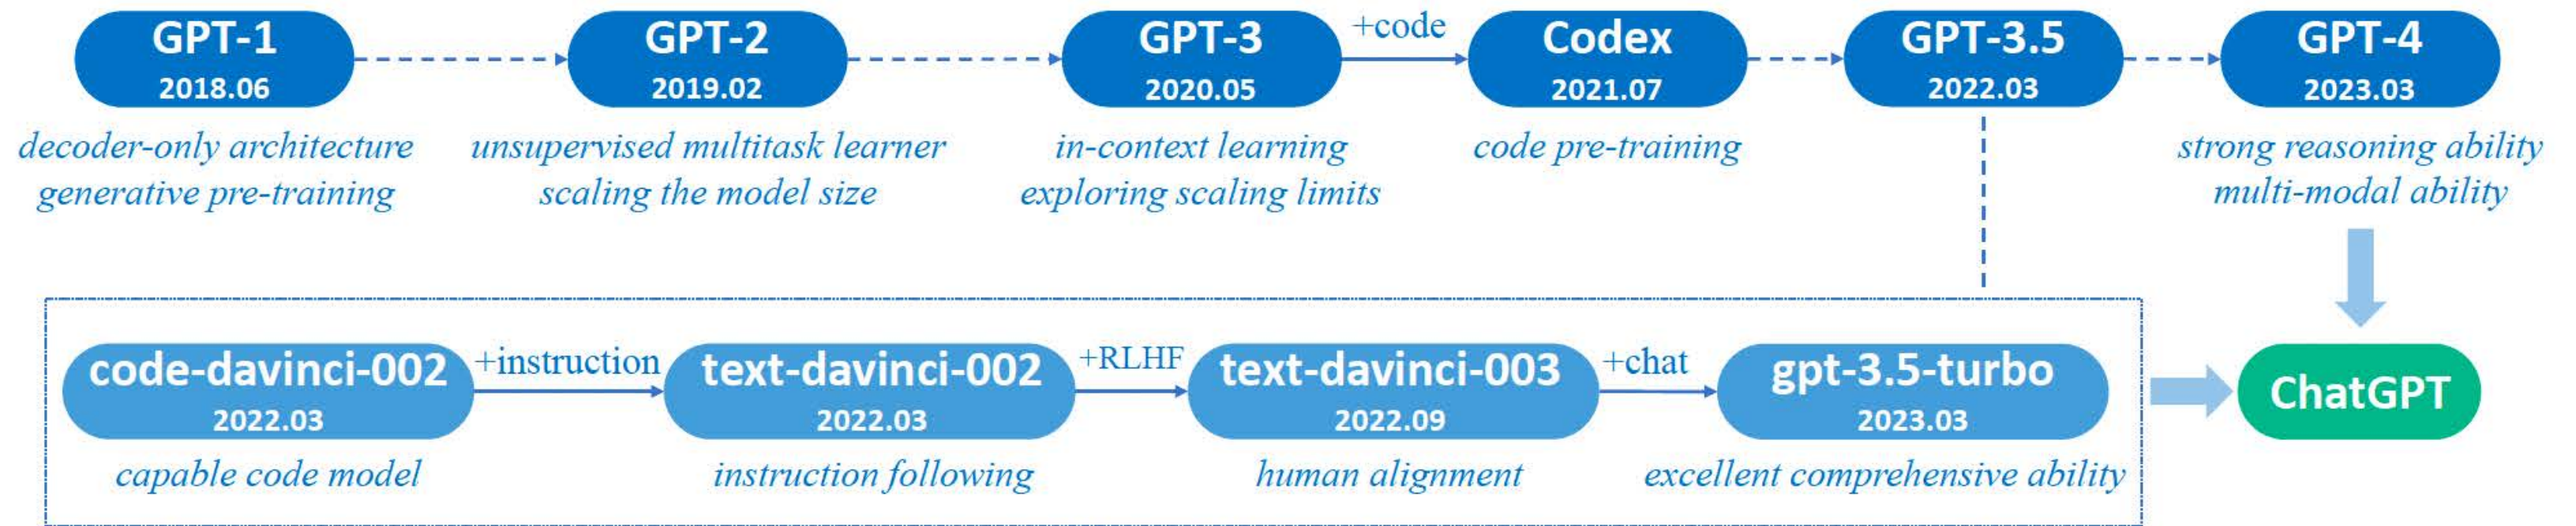 GPT-1
2018.06
decoder-only architecture
generative pre-training
GPT-2
2019.02
unsupervised multitask learner
scaling the model size
GPT-3
2020.05
in-context learning
exploring scaling limits
+code
Codex
2021.07
code pre-training
GPT-3.5
2022.03
GPT-4
2023.03
strong reasoning ability
multi-modal ability
code-davinci-002
2022.03
capable code model
+instruction
text-davinci-002
2022.03
instruction following
+RLHF
text-davinci-003
2022.09
human alignment
+chat
gpt-3.5-turbo
2023.03
excellent comprehensive ability
ChatGPT